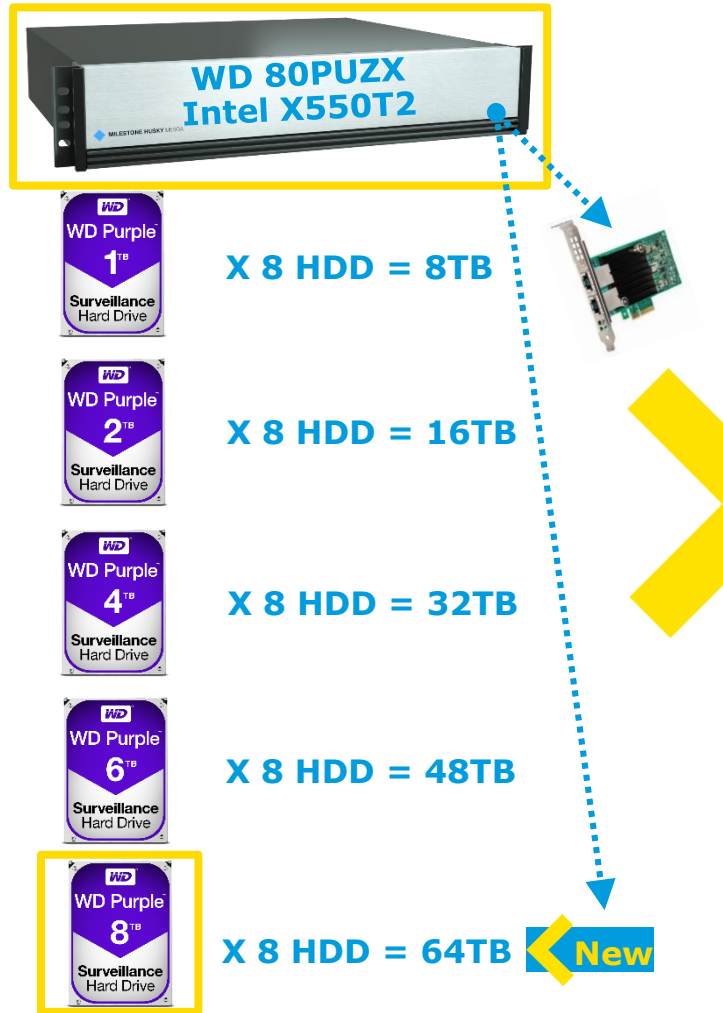 WD 80PUZX
Intel X550T2
MILESTONE HUSKY
WD
WD Purple
1TB
Surveillance
Hard Drive
X 8 HDD = 8TB
WD
WD Purple
2TB
Surveillance
Hard Drive
X 8 HDD = 16TB
WD
WD Purple
4TB
Surveillance
Hard Drive
X 8 HDD = 32TB
WD
WD Purple
6TB
Surveillance
Hard Drive
X 8 HDD = 48TB
WD
WD Purple
8TB
Surveillance
Hard Drive
X 8 HDD = 64TB
New